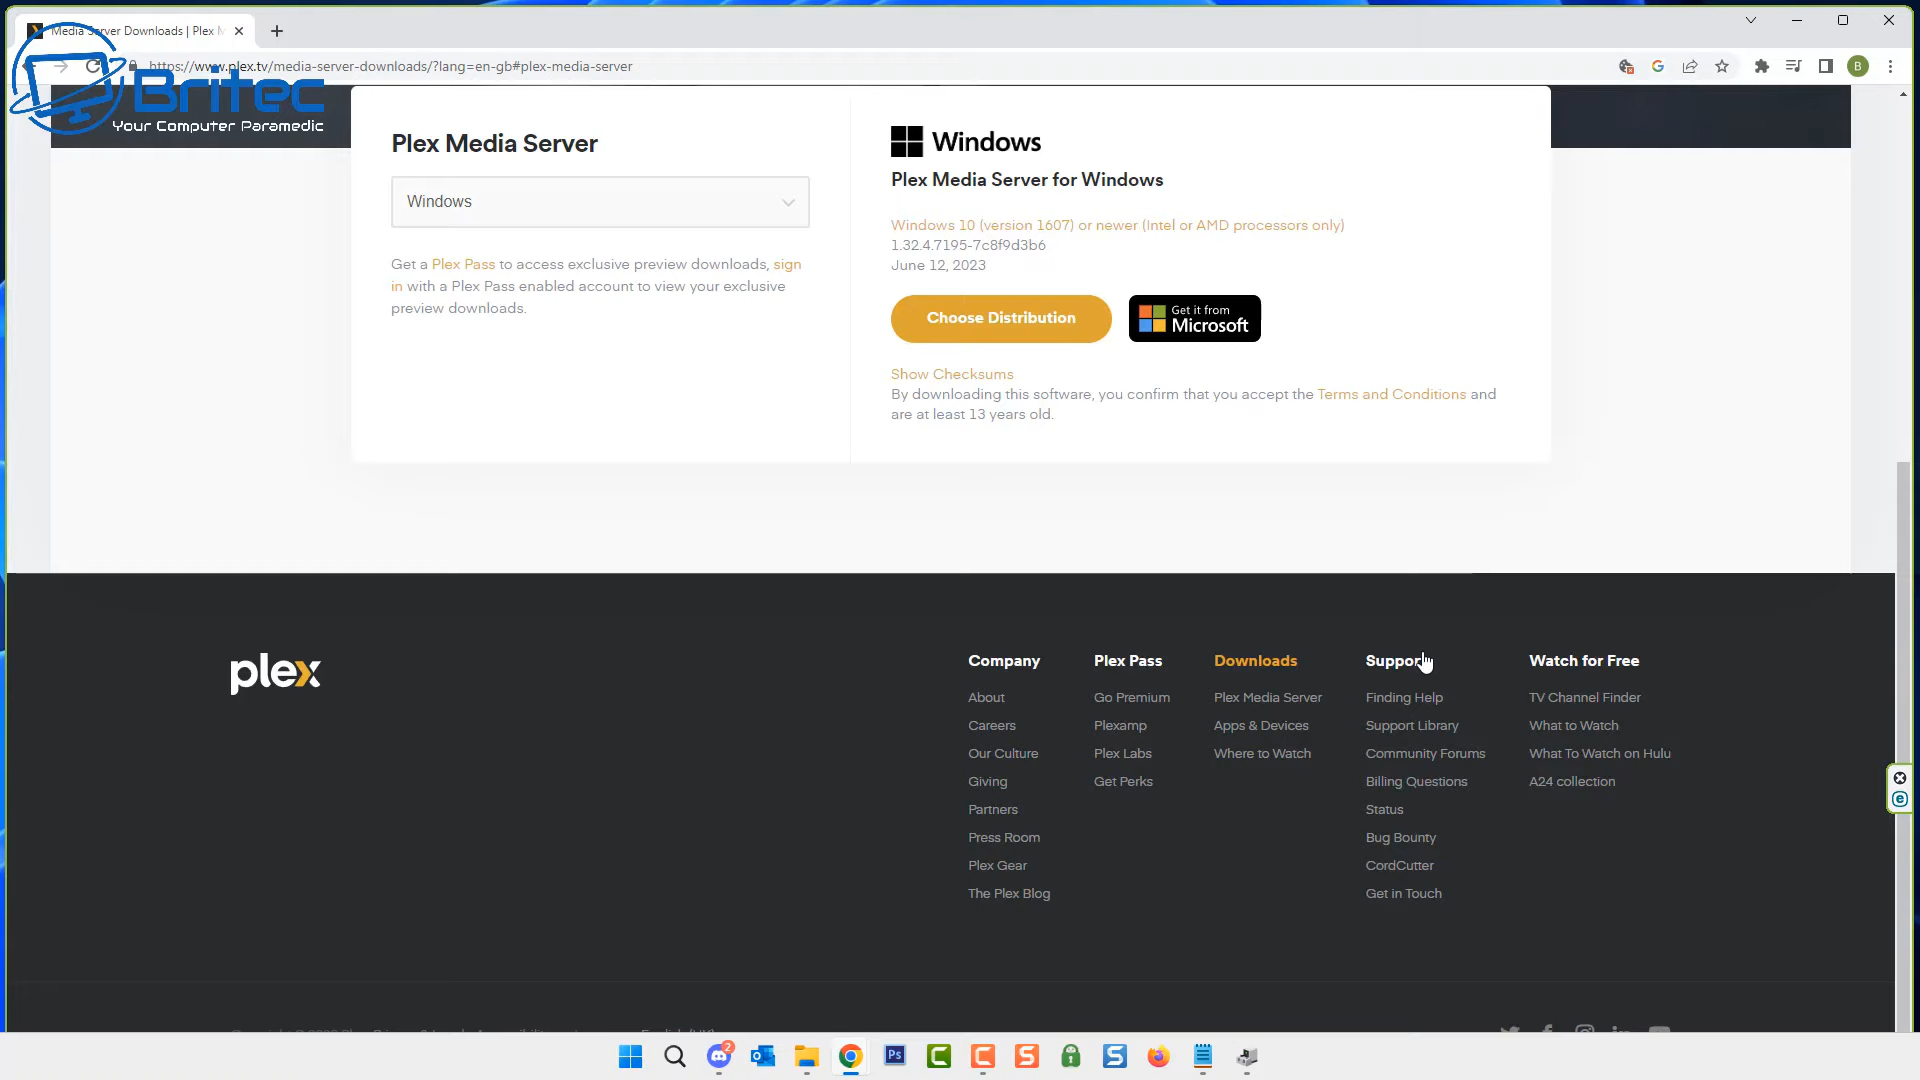 Media Server Downloads | Plex M
https://www.plex.tv/media-server-downloads/?lang=en-gb#plex-media-server
B
Britec
Your Computer Paramedic
Plex Media Server
Windows
Get a Plex Pass to access exclusive preview downloads, sign
in with a Plex Pass enabled account to view your exclusive
preview downloads.
Windows
Plex Media Server for Windows
Windows 10 (version 1607) or newer (Intel or AMD processors only)
1.32.4.7195-7c8f9d3b6
June 12, 2023
Choose Distribution
Get it from
Microsoft
Show Checksums
By downloading this software, you confirm that you accept the Terms and Conditions and
are at least 13 years old.
plex
Company
About
Careers
Our Culture
Giving
Partners
Press Room
Plex Gear
The Plex Blog
Plex Pass
Go Premium
Plexamp
Plex Labs
Get Perks
Downloads
Plex Media Server
Apps & Devices
Where to Watch
Support
Finding Help
Support Library
Community Forums
Billing Questions
Status
Bug Bounty
CordCutter
Get in Touch
Watch for Free
TV Channel Finder
What to Watch
What To Watch on Hulu
A24 collection
2
Ps